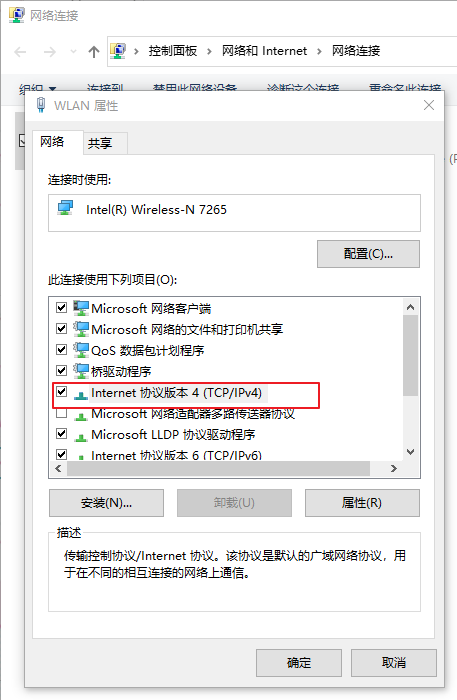 网络连接
控制面板 › 网络和 Internet › 网络连接
组织 连接到 禁用此网络设备 诊断这个连接 重命名此连接
WLAN 属性
网络 共享
连接时使用:
Intel(R) Wireless-N 7265
配置(C)...
此连接使用下列项目(O):
Microsoft 网络客户端
Microsoft 网络的文件和打印机共享
QoS 数据包计划程序
桥驱动程序
Internet 协议版本 4 (TCP/IPv4)
Microsoft 网络适配器多路传送器协议
Microsoft LLDP 协议驱动程序
Internet 协议版本 6 (TCP/IPv6)
安装(N)... 卸载(U) 属性(R)
描述
传输控制协议/Internet 协议。该协议是默认的广域网络协议，用
于在不同的相互连接的网络上通信。
确定 取消